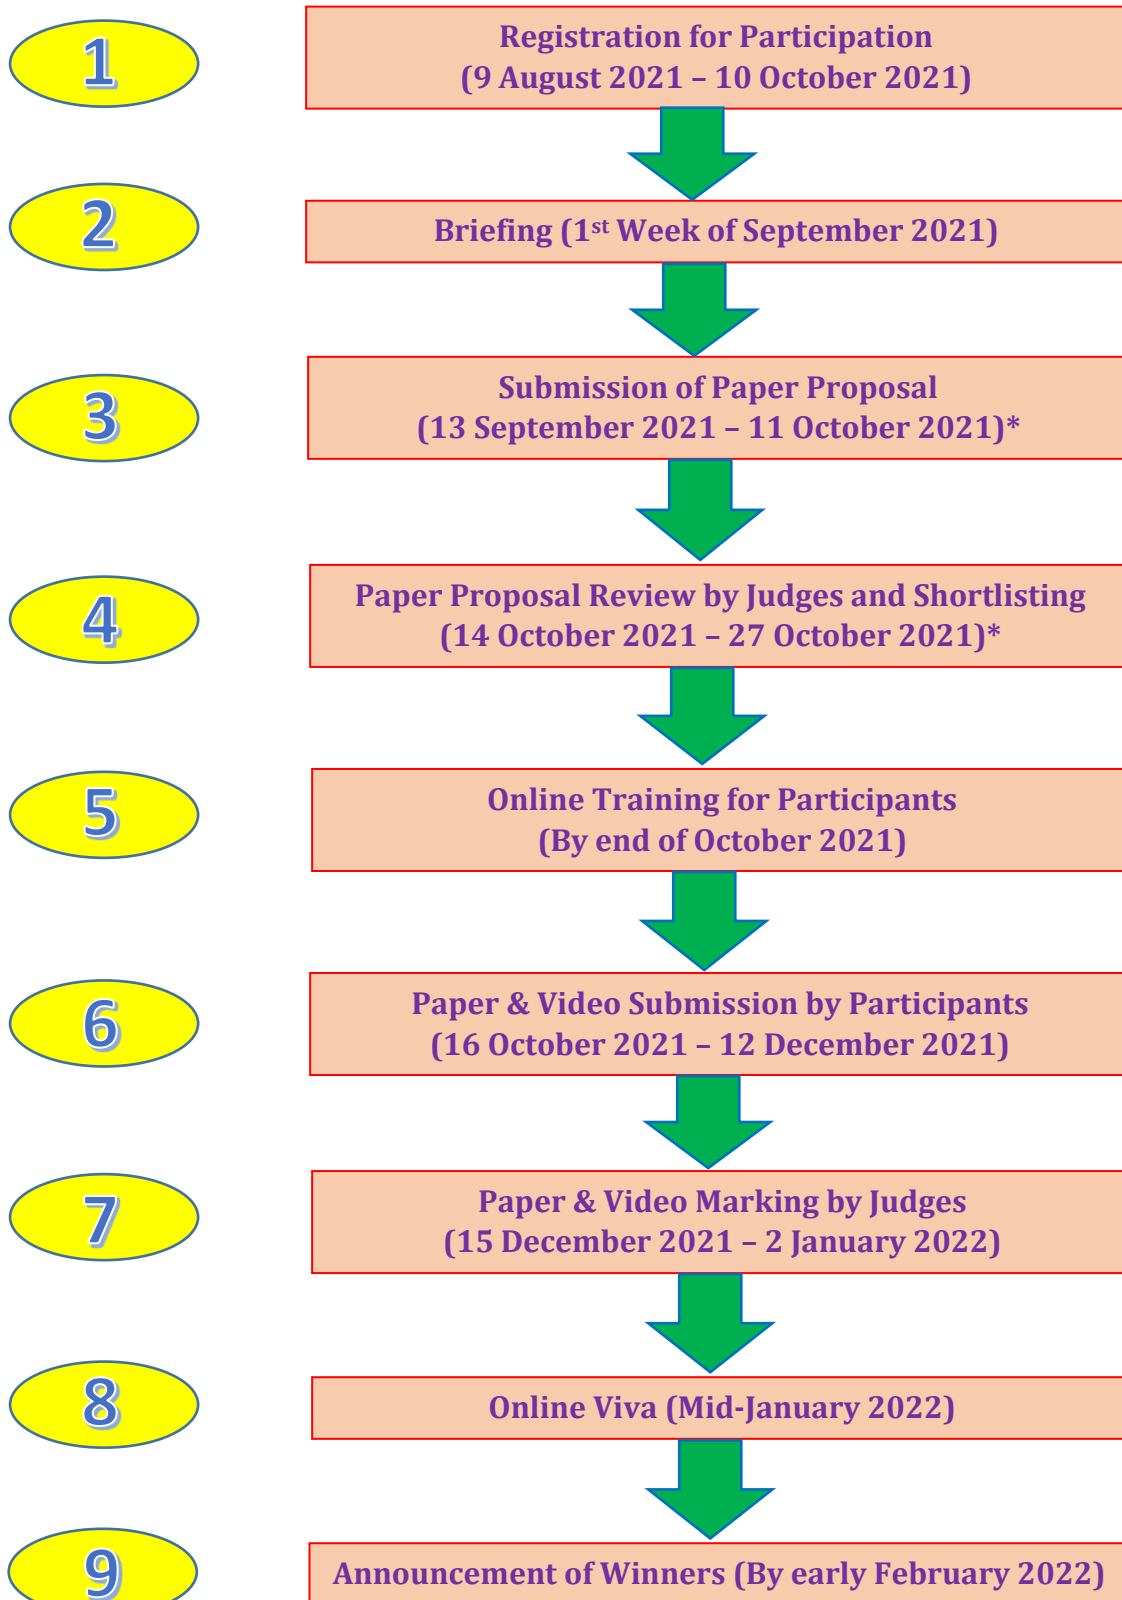 1
Registration for Participation
(9 August 2021 – 10 October 2021)
2
Briefing (1st Week of September 2021)
3
Submission of Paper Proposal
(13 September 2021 – 11 October 2021)*
4
Paper Proposal Review by Judges and Shortlisting
(14 October 2021 – 27 October 2021)*
5
Online Training for Participants
(By end of October 2021)
6
Paper & Video Submission by Participants
(16 October 2021 – 12 December 2021)
7
Paper & Video Marking by Judges
(15 December 2021 – 2 January 2022)
8
Online Viva (Mid-January 2022)
9
Announcement of Winners (By early February 2022)